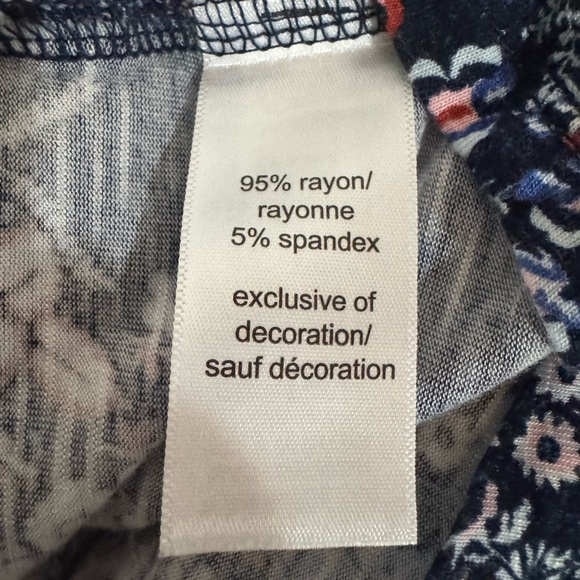 95% rayon/
rayonne
5% spandex
exclusive of
decoration/
sauf décoration